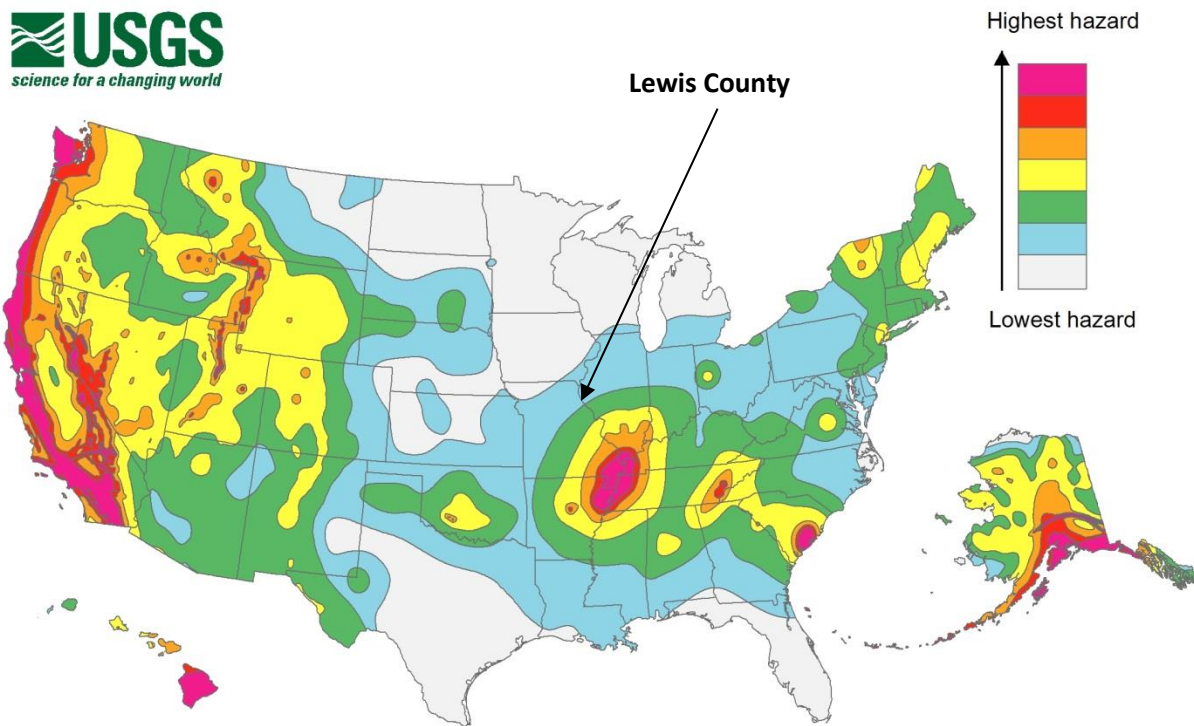 USGS
science for a changing world
Lewis County
Highest hazard
Lowest hazard